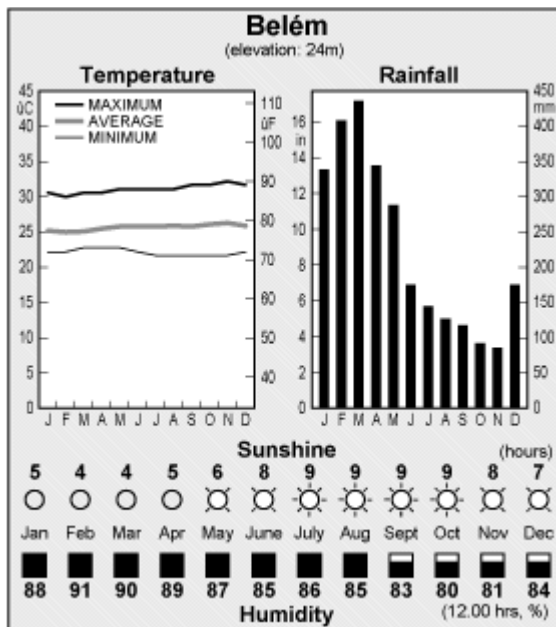 Belém
(elevation: 24m)
Temperature Rainfall
45 ûC 40 35 30 25 20 15 10 5 0
MAXIMUM
AVERAGE
MINIMUM
110 ûF 100 90 80 70 60 50 40
16 in 14 12 10 8 6 4 2 0
450 mm 400 350 300 250 200 150 100 50 0
J F M A M J J A S O N D
J F M A M J J A S O N D
Sunshine (hours)
5 4 4 5 6 8 9 9 9 9 8 7
Jan Feb Mar Apr May June July Aug Sept Oct Nov Dec
88 91 90 89 87 85 86 85 83 80 81 84
Humidity (12.00 hrs, %)